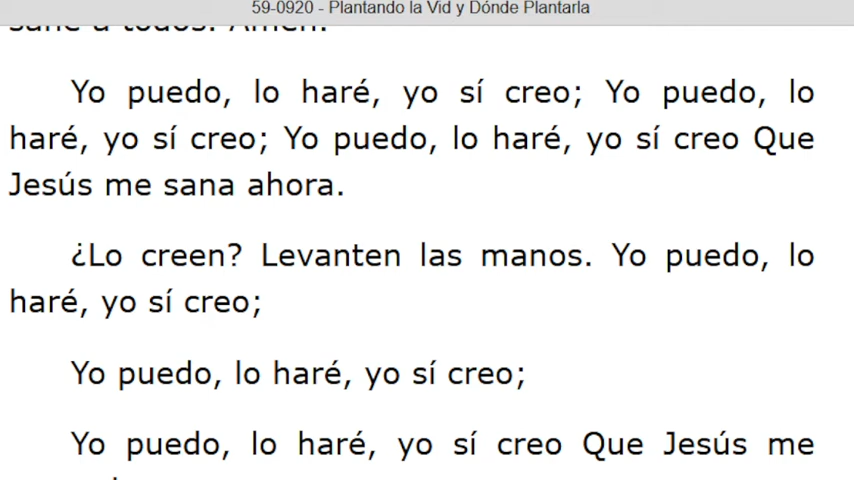 59-0920 - Plantando la Vid y Dónde Plantarla
sane a todos. Amén.
Yo puedo, lo haré, yo sí creo; Yo puedo, lo
haré, yo sí creo; Yo puedo, lo haré, yo sí creo Que
Jesús me sana ahora.
¿Lo creen? Levanten las manos. Yo puedo, lo
haré, yo sí creo;
Yo puedo, lo haré, yo sí creo;
Yo puedo, lo haré, yo sí creo Que Jesús me